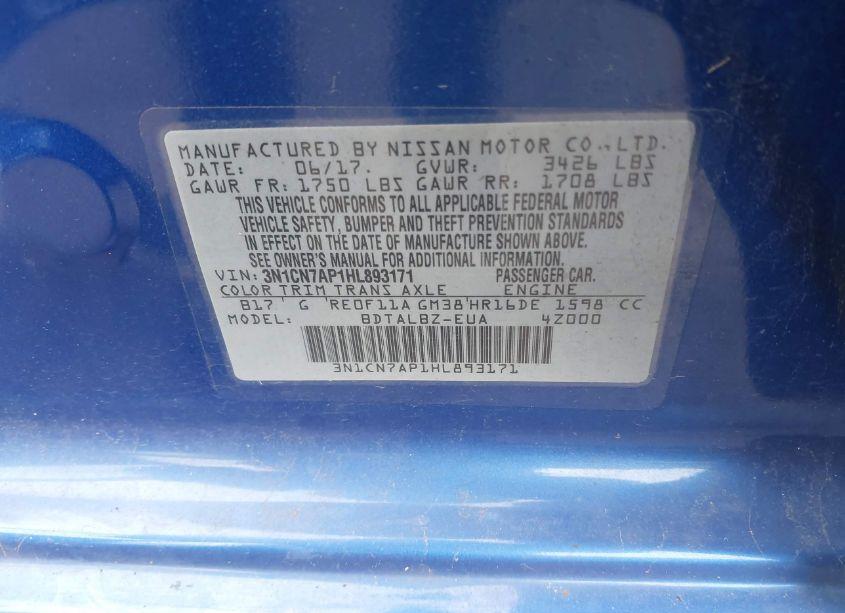 MANUFACTURED BY NISSAN MOTOR CO.,LTD.
DATE: 06/17. GVWR: 3426 LBS
GAWR FR: 1750 LBS GAWR RR: 1708 LBS
THIS VEHICLE CONFORMS TO ALL APPLICABLE FEDERAL MOTOR
VEHICLE SAFETY, BUMPER AND THEFT PREVENTION STANDARDS
IN EFFECT ON THE DATE OF MANUFACTURE SHOWN ABOVE.
SEE OWNER'S MANUAL FOR ADDITIONAL INFORMATION.
VIN: 3N1CN7AP1HL893171 PASSENGER CAR.
COLOR TRIM TRANS AXLE ENGINE
B17 G RE0F11A GM38 HR16DE 1598 CC
MODEL: BDTALBZ-EUA 4Z000
3N1CN7AP1HL893171